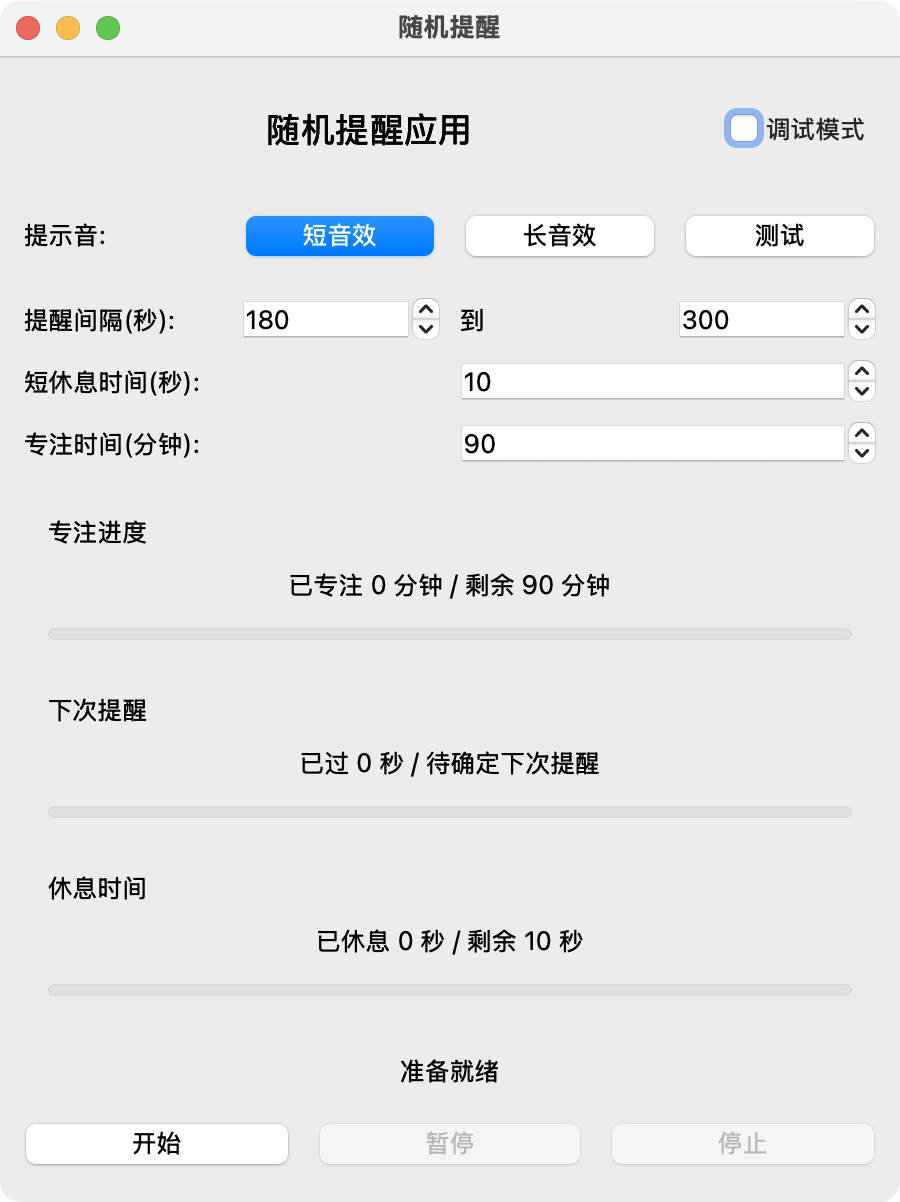 随机提醒
随机提醒应用 调试模式
提示音: 短音效 长音效 测试
提醒间隔(秒): 180 到 300
短休息时间(秒): 10
专注时间(分钟): 90
专注进度
已专注 0 分钟 / 剩余 90 分钟
下次提醒
已过 0 秒 / 待确定下次提醒
休息时间
已休息 0 秒 / 剩余 10 秒
准备就绪
开始 暂停 停止